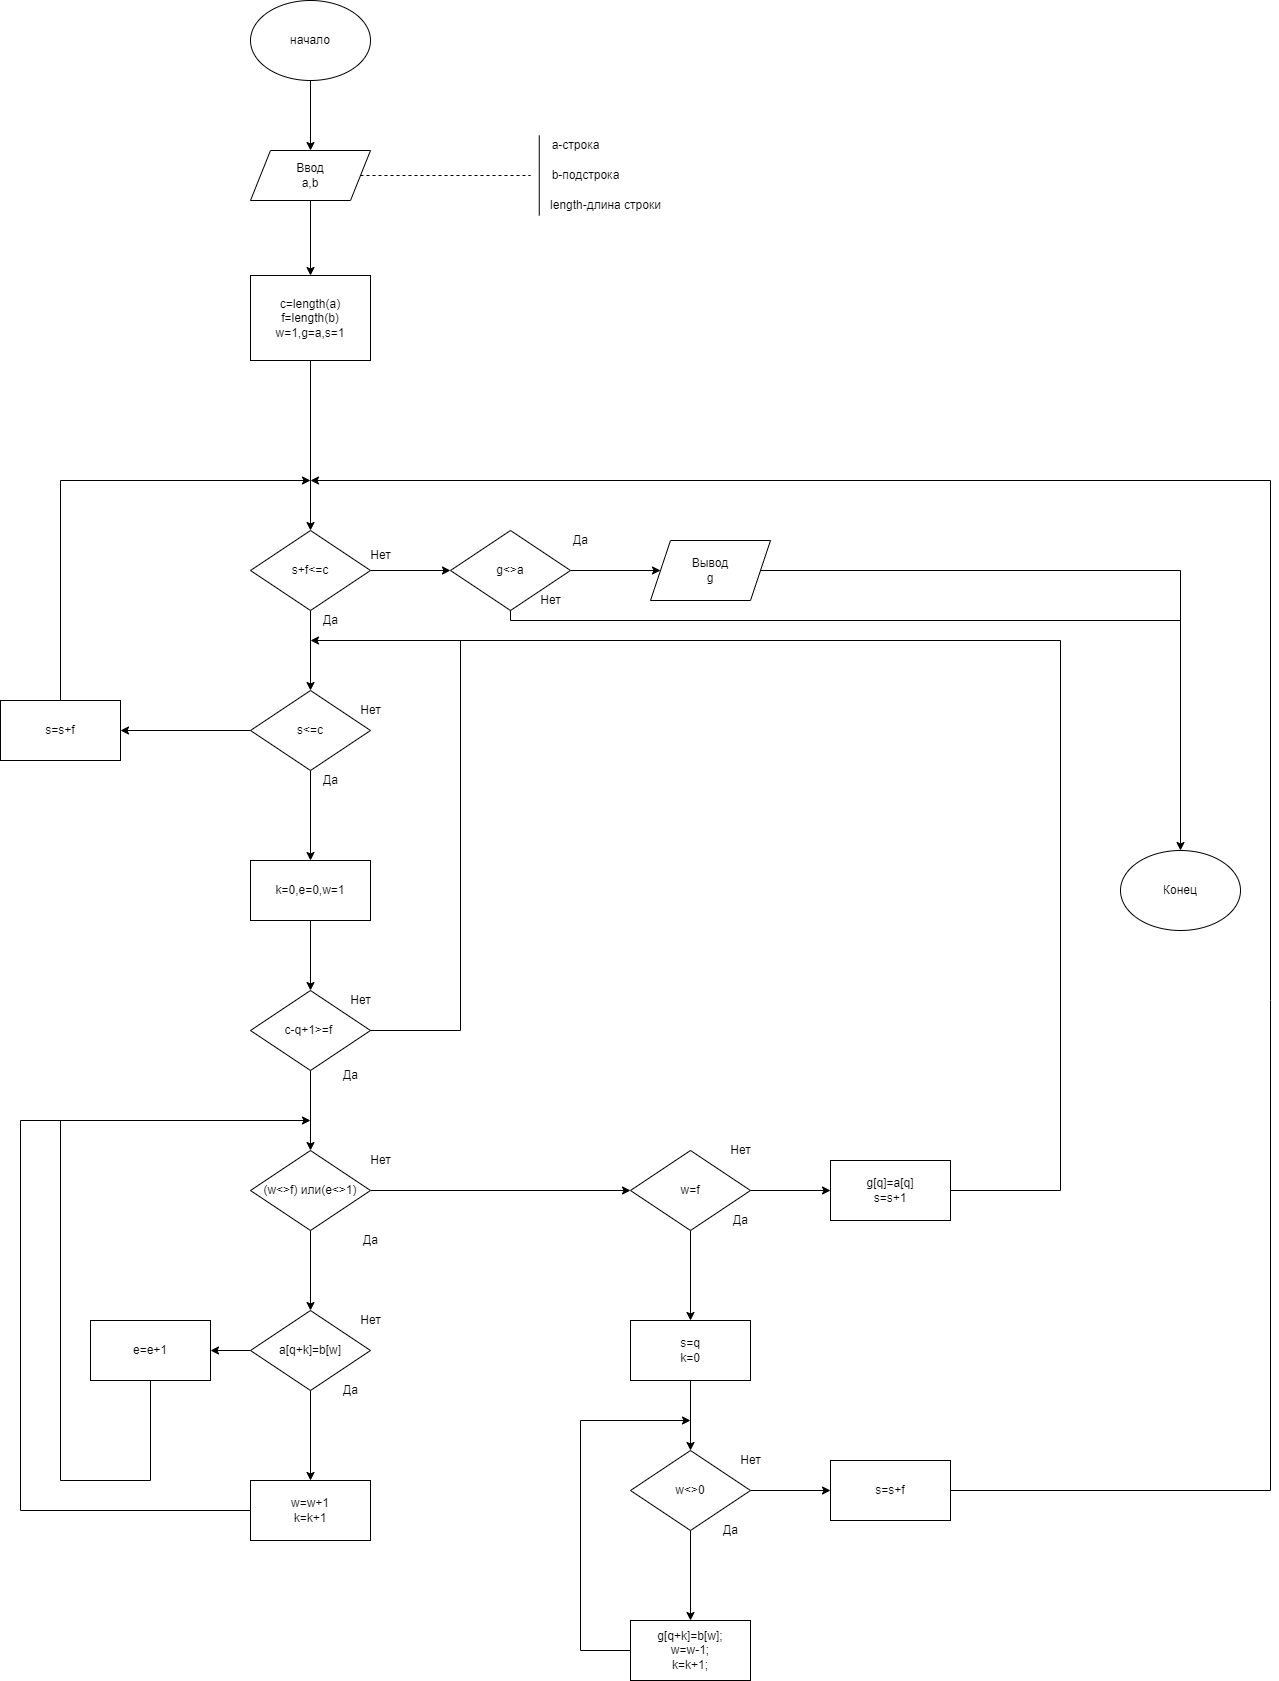 начало
Ввод
a,b
a-строка
b-подстрока
length-длина строки
c=length(a)
f=length(b)
w=1,g=a,s=1
s+f<=c
Нет
Да
g<>a
Да
Нет
Вывод
g
s=s+f
s<=c
Нет
Да
k=0,e=0,w=1
Конец
c-q+1>=f
Нет
Да
(w<>f) или(e<>1)
Нет
Да
w=f
Нет
Да
g[q]=a[q]
s=s+1
e=e+1
a[q+k]=b[w]
Нет
Да
s=q
k=0
w=w+1
k=k+1
w<>0
Нет
Да
s=s+f
g[q+k]=b[w];
w=w-1;
k=k+1;